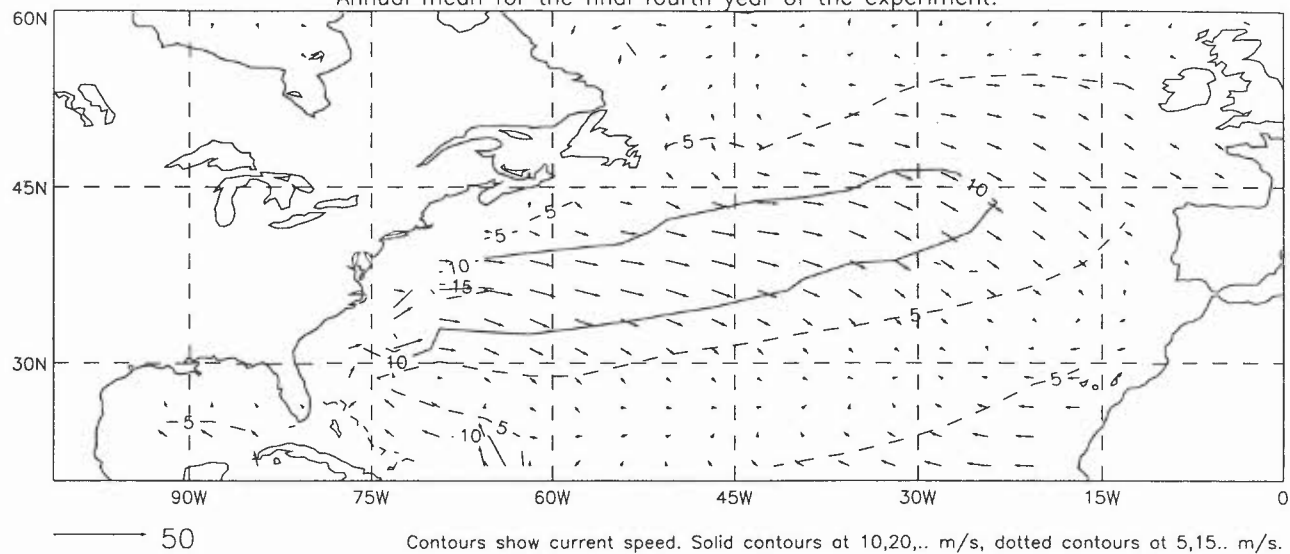 Annual mean for the final fourth year of the experiment.
60N
5
45N
10
5
5
10
15
5
30N
10
5
5
5
10
90W
75W
60W
45W
30W
15W
0
50
Contours show current speed. Solid contours at 10,20,.. m/s, dotted contours at 5,15.. m/s.